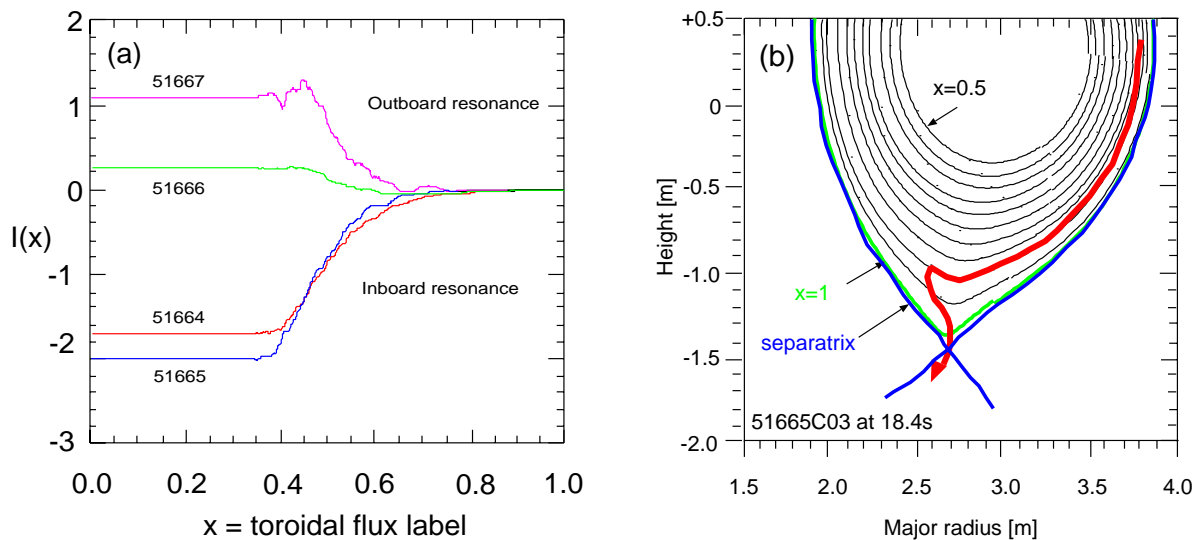 (a)
2
1
0
-1
-2
-3
I(x)
51667
Outboard resonance
51666
Inboard resonance
51664
51665
0.0 0.2 0.4 0.6 0.8 1.0
x = toroidal flux label
(b)
+0.5
0
-0.5
-1.0
-1.5
-2.0
Height [m]
x=0.5
x=1
separatrix
51665C03 at 18.4s
1.5 2.0 2.5 3.0 3.5 4.0
Major radius [m]